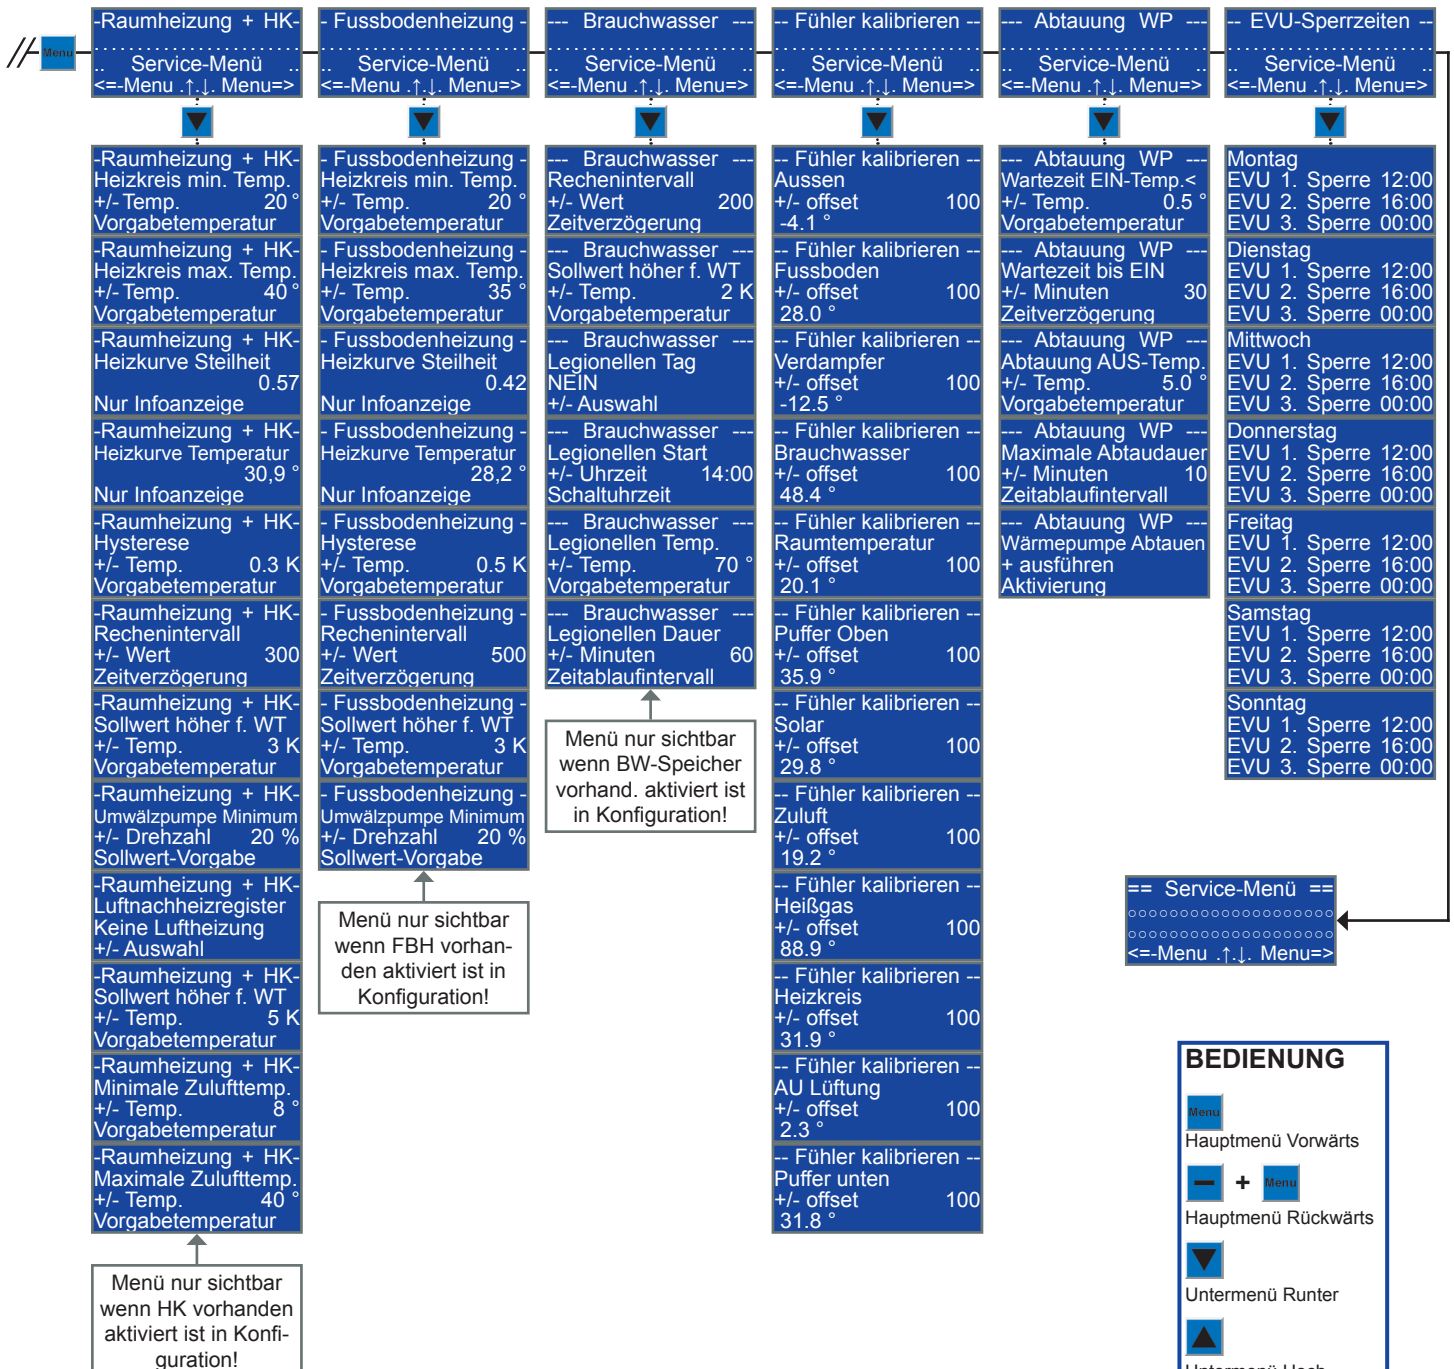 Menu
-Raumheizung + HK-
....................
.. Service-Menü ..
<=-Menu .↑.↓. Menu=>
- Fussbodenheizung -
....................
.. Service-Menü ..
<=-Menu .↑.↓. Menu=>
--- Brauchwasser ---
....................
.. Service-Menü ..
<=-Menu .↑.↓. Menu=>
-- Fühler kalibrieren --
....................
.. Service-Menü ..
<=-Menu .↑.↓. Menu=>
--- Abtauung WP ---
....................
.. Service-Menü ..
<=-Menu .↑.↓. Menu=>
-- EVU-Sperrzeiten --
....................
.. Service-Menü ..
<=-Menu .↑.↓. Menu=>
-Raumheizung + HK-
Heizkreis min. Temp.
+/- Temp. 20 °
Vorgabetemperatur
-Raumheizung + HK-
Heizkreis max. Temp.
+/- Temp. 40 °
Vorgabetemperatur
-Raumheizung + HK-
Heizkurve Steilheit
0.57
Nur Infoanzeige
-Raumheizung + HK-
Heizkurve Temperatur
30,9 °
Nur Infoanzeige
-Raumheizung + HK-
Hysterese
+/- Temp. 0.3 K
Vorgabetemperatur
-Raumheizung + HK-
Rechenintervall
+/- Wert 300
Zeitverzögerung
-Raumheizung + HK-
Sollwert höher f. WT
+/- Temp. 3 K
Vorgabetemperatur
-Raumheizung + HK-
Umwälzpumpe Minimum
+/- Drehzahl 20 %
Sollwert-Vorgabe
-Raumheizung + HK-
Luftnachheizregister
Keine Luftheizung
+/- Auswahl
-Raumheizung + HK-
Sollwert höher f. WT
+/- Temp. 5 K
Vorgabetemperatur
-Raumheizung + HK-
Minimale Zulufttemp.
+/- Temp. 8 °
Vorgabetemperatur
-Raumheizung + HK-
Maximale Zulufttemp.
+/- Temp. 40 °
Vorgabetemperatur
Menü nur sichtbar
wenn HK vorhanden
aktiviert ist in Konfi-
guration!
- Fussbodenheizung -
Heizkreis min. Temp.
+/- Temp. 20 °
Vorgabetemperatur
- Fussbodenheizung -
Heizkreis max. Temp.
+/- Temp. 35 °
Vorgabetemperatur
- Fussbodenheizung -
Heizkurve Steilheit
0.42
Nur Infoanzeige
- Fussbodenheizung -
Heizkurve Temperatur
28,2 °
Nur Infoanzeige
- Fussbodenheizung -
Hysterese
+/- Temp. 0.5 K
Vorgabetemperatur
- Fussbodenheizung -
Rechenintervall
+/- Wert 500
Zeitverzögerung
- Fussbodenheizung -
Sollwert höher f. WT
+/- Temp. 3 K
Vorgabetemperatur
- Fussbodenheizung -
Umwälzpumpe Minimum
+/- Drehzahl 20 %
Sollwert-Vorgabe
Menü nur sichtbar
wenn FBH vorhan-
den aktiviert ist in
Konfiguration!
--- Brauchwasser ---
Rechenintervall
+/- Wert 200
Zeitverzögerung
--- Brauchwasser ---
Sollwert höher f. WT
+/- Temp. 2 K
Vorgabetemperatur
--- Brauchwasser ---
Legionellen Tag
NEIN
+/- Auswahl
--- Brauchwasser ---
Legionellen Start
+/- Uhrzeit 14:00
Schaltuhrzeit
--- Brauchwasser ---
Legionellen Temp.
+/- Temp. 70 °
Vorgabetemperatur
--- Brauchwasser ---
Legionellen Dauer
+/- Minuten 60
Zeitablaufintervall
Menü nur sichtbar
wenn BW-Speicher
vorhand. aktiviert ist
in Konfiguration!
-- Fühler kalibrieren --
Aussen
+/- offset 100
-4.1 °
-- Fühler kalibrieren --
Fussboden
+/- offset 100
28.0 °
-- Fühler kalibrieren --
Verdampfer
+/- offset 100
-12.5 °
-- Fühler kalibrieren --
Brauchwasser
+/- offset 100
48.4 °
-- Fühler kalibrieren --
Raumtemperatur
+/- offset 100
20.1 °
-- Fühler kalibrieren --
Puffer Oben
+/- offset 100
35.9 °
-- Fühler kalibrieren --
Solar
+/- offset 100
29.8 °
-- Fühler kalibrieren --
Zuluft
+/- offset 100
19.2 °
-- Fühler kalibrieren --
Heißgas
+/- offset 100
88.9 °
-- Fühler kalibrieren --
Heizkreis
+/- offset 100
31.9 °
-- Fühler kalibrieren --
AU Lüftung
+/- offset 100
2.3 °
-- Fühler kalibrieren --
Puffer unten
+/- offset 100
31.8 °
--- Abtauung WP ---
Wartezeit EIN-Temp.<
+/- Temp. 0.5 °
Vorgabetemperatur
--- Abtauung WP ---
Wartezeit bis EIN
+/- Minuten 30
Zeitverzögerung
--- Abtauung WP ---
Abtauung AUS-Temp.
+/- Temp. 5.0 °
Vorgabetemperatur
--- Abtauung WP ---
Maximale Abtaudauer
+/- Minuten 10
Zeitablaufintervall
--- Abtauung WP ---
Wärmepumpe Abtauen
+ ausführen
Aktivierung
Montag
EVU 1. Sperre 12:00
EVU 2. Sperre 16:00
EVU 3. Sperre 00:00
Dienstag
EVU 1. Sperre 12:00
EVU 2. Sperre 16:00
EVU 3. Sperre 00:00
Mittwoch
EVU 1. Sperre 12:00
EVU 2. Sperre 16:00
EVU 3. Sperre 00:00
Donnerstag
EVU 1. Sperre 12:00
EVU 2. Sperre 16:00
EVU 3. Sperre 00:00
Freitag
EVU 1. Sperre 12:00
EVU 2. Sperre 16:00
EVU 3. Sperre 00:00
Samstag
EVU 1. Sperre 12:00
EVU 2. Sperre 16:00
EVU 3. Sperre 00:00
Sonntag
EVU 1. Sperre 12:00
EVU 2. Sperre 16:00
EVU 3. Sperre 00:00
== Service-Menü ==
○○○○○○○○○○○○○○○○○○○○
○○○○○○○○○○○○○○○○○○○○
<=-Menu .↑.↓. Menu=>
BEDIENUNG
Menu
Hauptmenü Vorwärts
− + Menu
Hauptmenü Rückwärts
Untermenü Runter